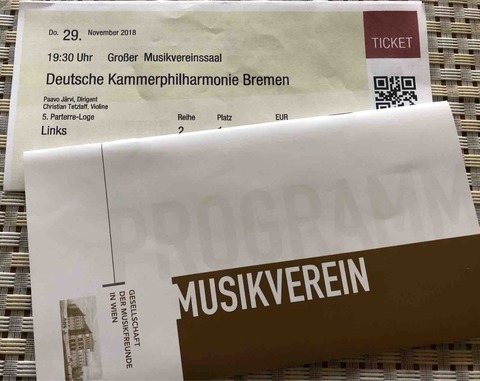 Do. 29. November 2018
TICKET
19:30 Uhr Großer Musikvereinssaal
Deutsche Kammerphilharmonie Bremen
Paavo Järvi, Dirigent
Christian Tetzlaff, Violine
5. Parterre-Loge Reihe Platz EUR
Links 2
PROGRAMM
MUSIKVEREIN
GESELLSCHAFT
DER MUSIKFREUNDE
IN WIEN